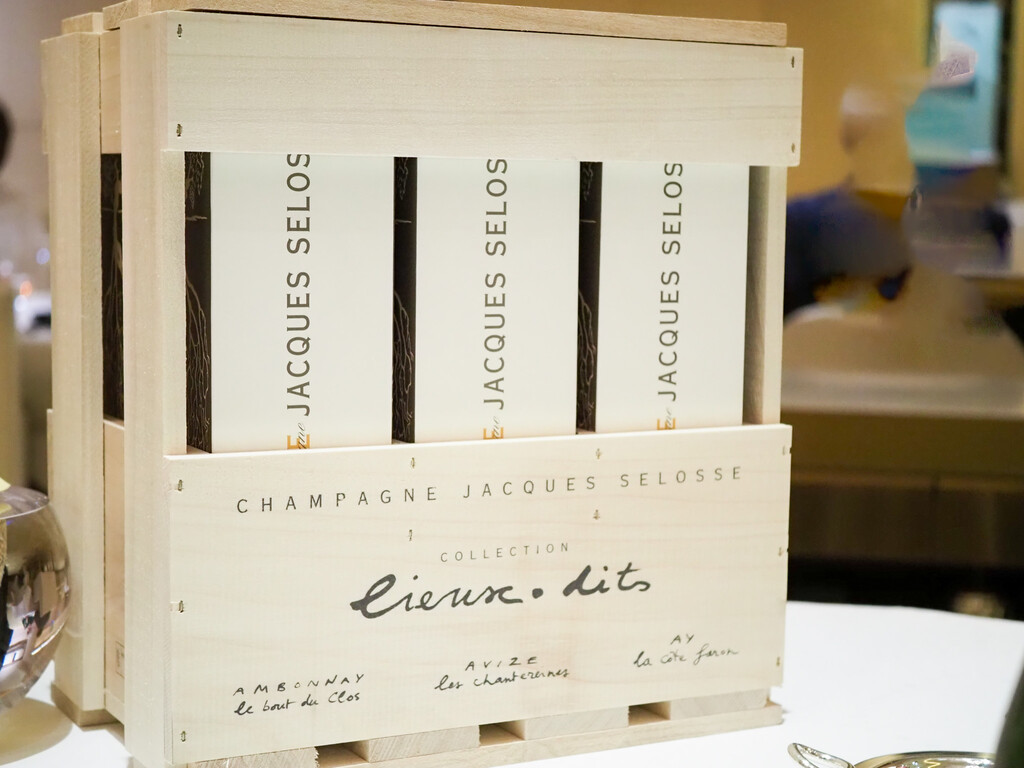 JACQUES SELOS
JACQUES SELOS
JACQUES SELOS
CHAMPAGNE JACQUES SELOSSE
COLLECTION
lieux.dits
AMBONNAY
le bout du Clos
AVIZE
les chantereines
AY
la côte faron